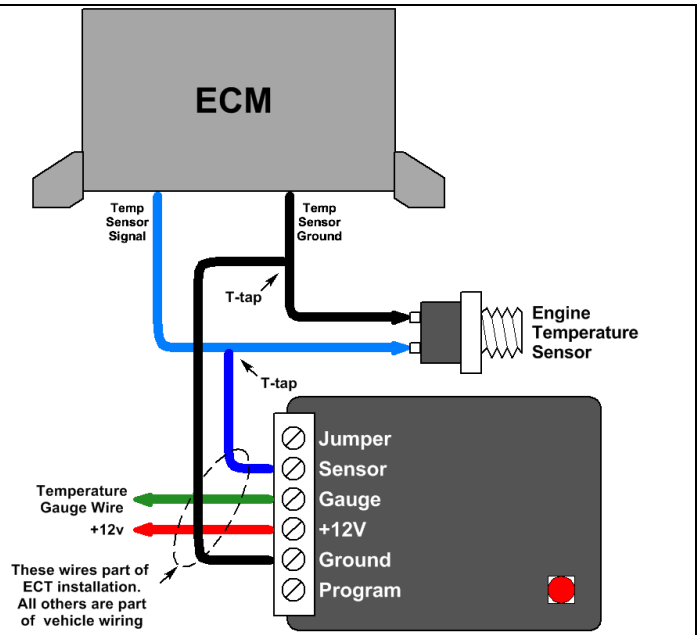 ECM
Temp
Sensor
Signal
Temp
Sensor
Ground
T-tap
Engine
Temperature
Sensor
T-tap
Jumper
Sensor
Gauge
+12V
Ground
Program
Temperature
Gauge Wire
+12v
These wires part of
ECT installation.
All others are part
of vehicle wiring